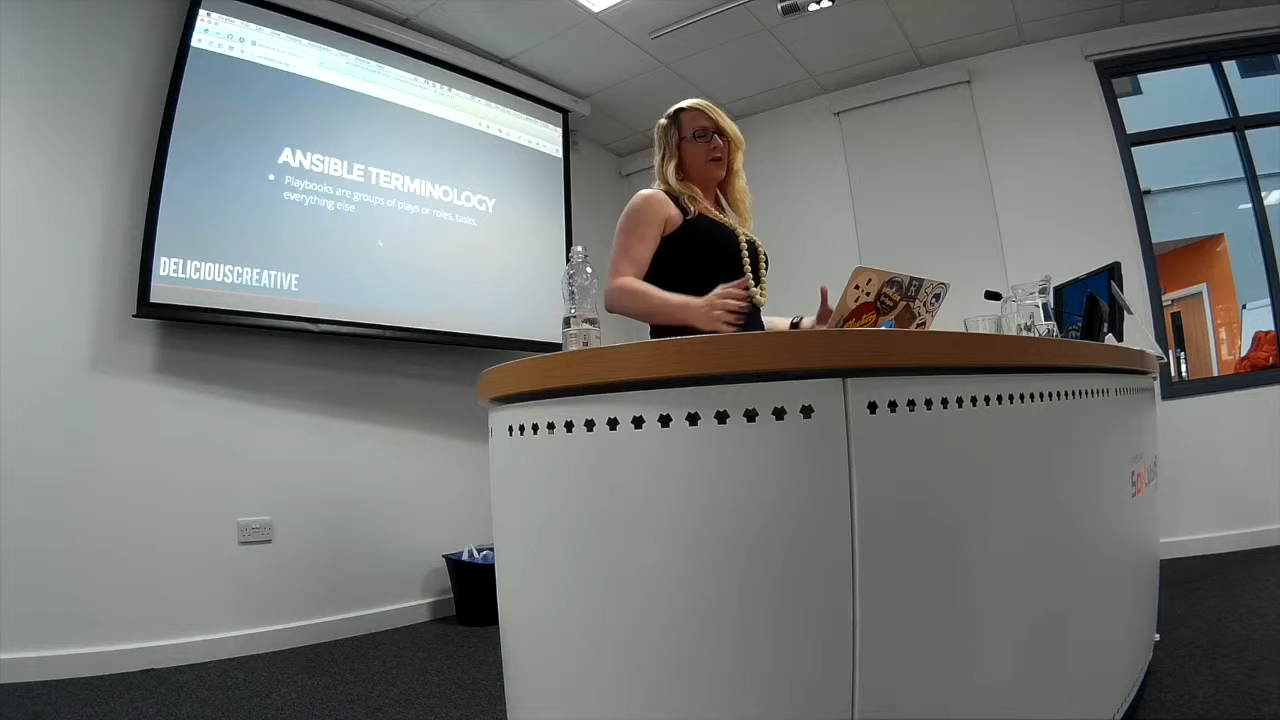 ANSIBLE TERMINOLOGY
Playbooks are groups of plays or roles, tasks,
everything else
DELICIOUSCREATIVE